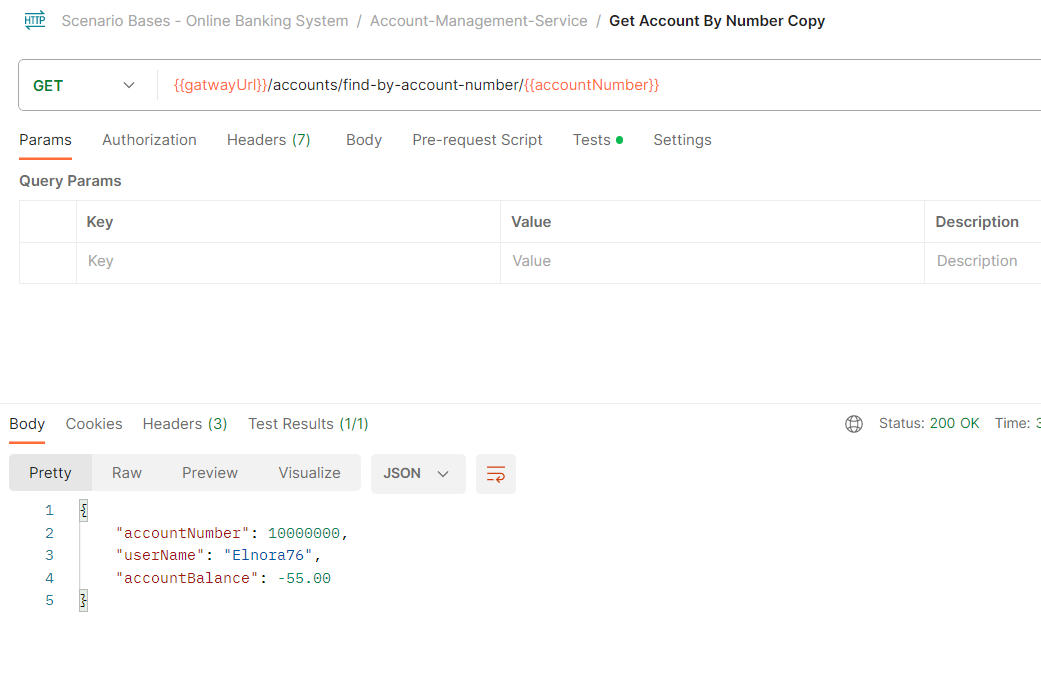 HTTP Scenario Bases - Online Banking System / Account-Management-Service / Get Account By Number Copy
GET {{gatwayUrl}}/accounts/find-by-account-number/{{accountNumber}}
Params Authorization Headers (7) Body Pre-request Script Tests Settings
Query Params
Key Value Description
Key Value Description
Body Cookies Headers (3) Test Results (1/1) Status: 200 OK Time:
Pretty Raw Preview Visualize JSON
1 {
2 "accountNumber": 10000000,
3 "userName": "Elnora76",
4 "accountBalance": -55.00
5 }